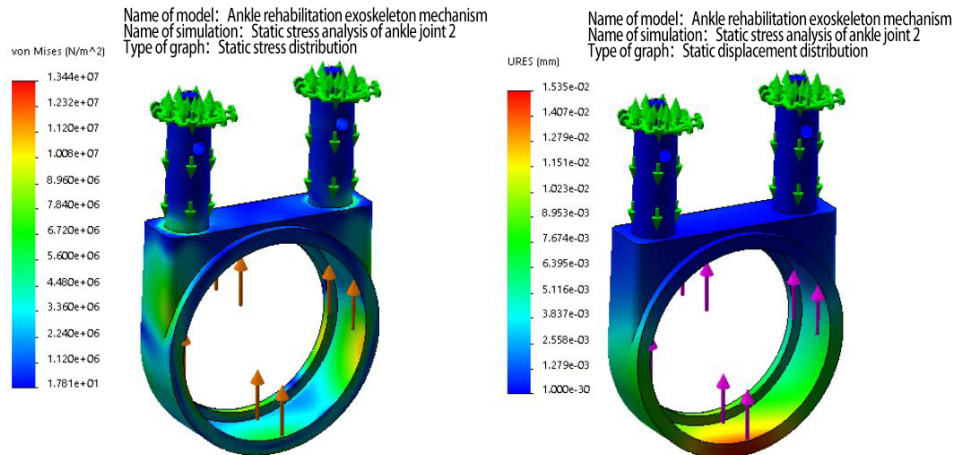 Name of model: Ankle rehabilitation exoskeleton mechanism
Name of simulation: Static stress analysis of ankle joint 2
Type of graph: Static stress distribution
von Mises (N/m^2)
1.344e+07
1.232e+07
1.120e+07
1.008e+07
8.960e+06
7.840e+06
6.720e+06
5.600e+06
4.480e+06
3.360e+06
2.240e+06
1.120e+06
1.781e+01
Name of model: Ankle rehabilitation exoskeleton mechanism
Name of simulation: Static stress analysis of ankle joint 2
Type of graph: Static displacement distribution
URES (mm)
1.535e-02
1.407e-02
1.279e-02
1.151e-02
1.023e-02
8.953e-03
7.674e-03
6.395e-03
5.116e-03
3.837e-03
2.558e-03
1.279e-03
1.000e-30